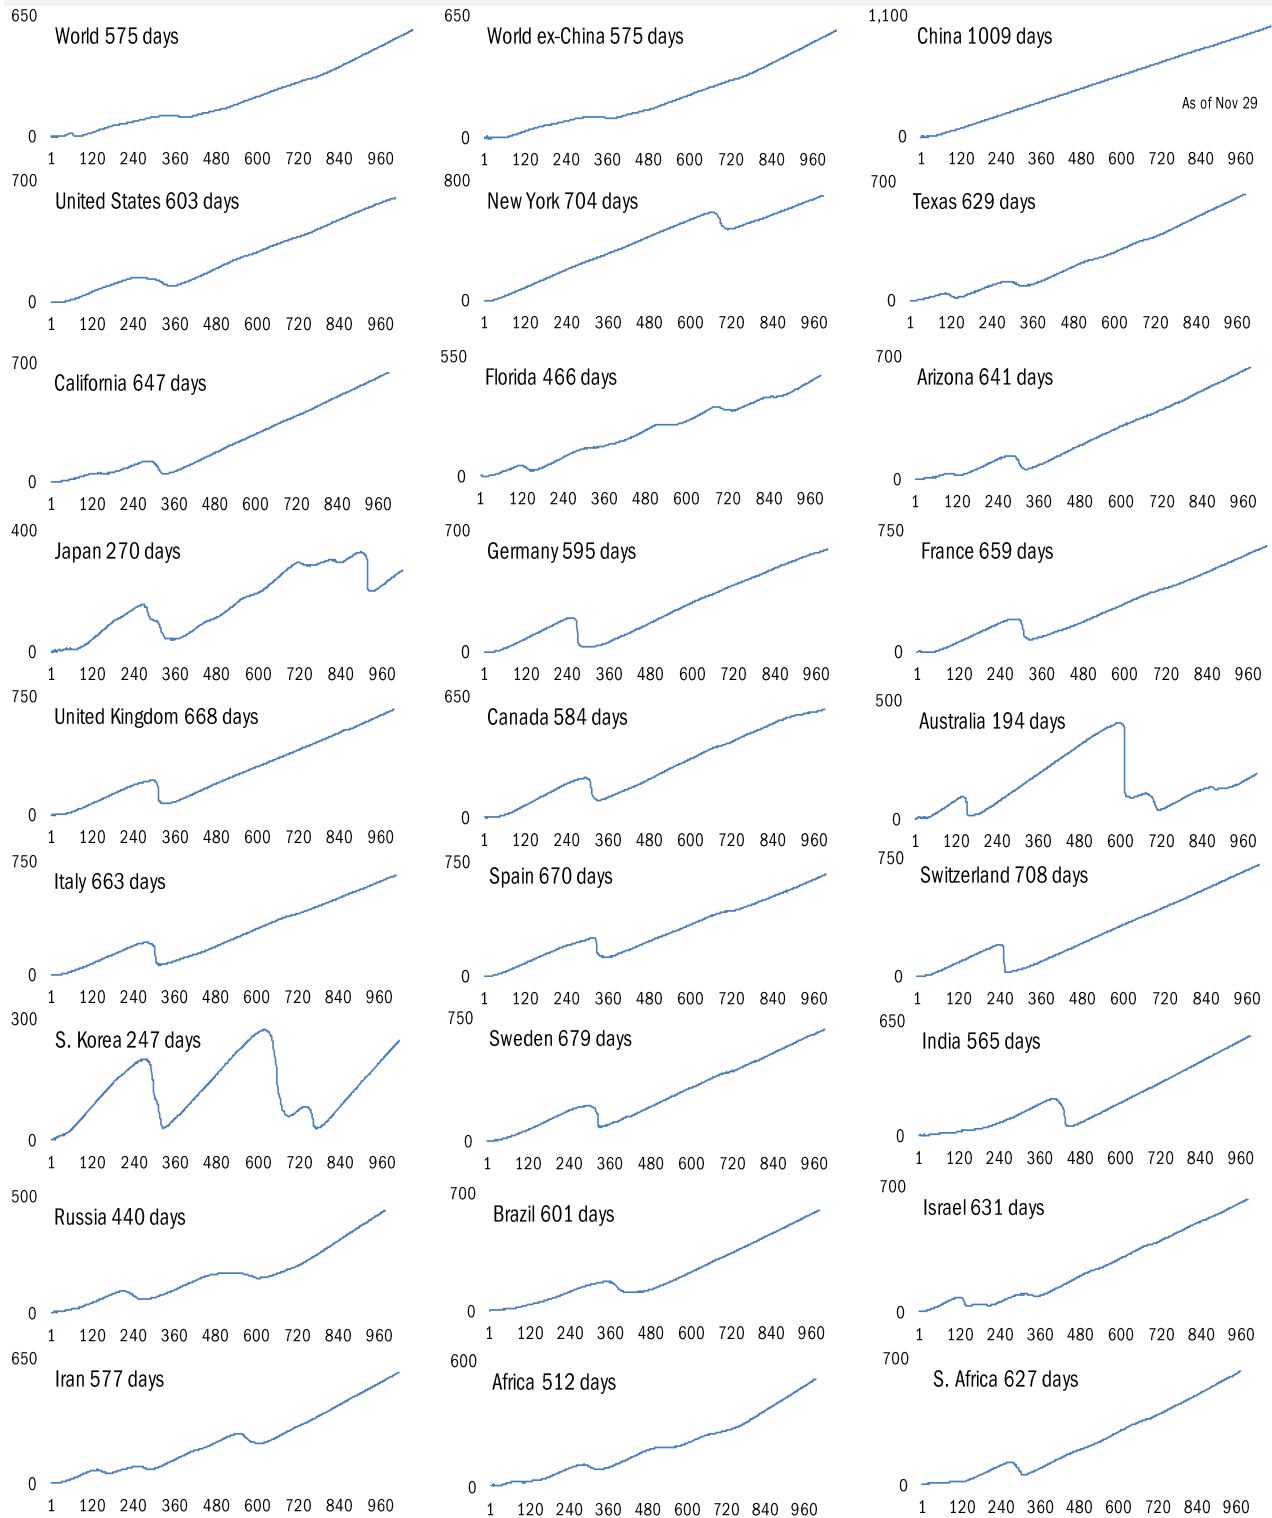 650
World 575 days
0
1 120 240 360 480 600 720 840 960
650
World ex-China 575 days
0
1 120 240 360 480 600 720 840 960
1,100
China 1009 days
As of Nov 29
0
1 120 240 360 480 600 720 840 960
700
United States 603 days
0
1 120 240 360 480 600 720 840 960
800
New York 704 days
0
1 120 240 360 480 600 720 840 960
700
Texas 629 days
0
1 120 240 360 480 600 720 840 960
700
California 647 days
0
1 120 240 360 480 600 720 840 960
550
Florida 466 days
0
1 120 240 360 480 600 720 840 960
700
Arizona 641 days
0
1 120 240 360 480 600 720 840 960
400
Japan 270 days
0
1 120 240 360 480 600 720 840 960
700
Germany 595 days
0
1 120 240 360 480 600 720 840 960
750
France 659 days
0
1 120 240 360 480 600 720 840 960
750
United Kingdom 668 days
0
1 120 240 360 480 600 720 840 960
650
Canada 584 days
0
1 120 240 360 480 600 720 840 960
500
Australia 194 days
0
1 120 240 360 480 600 720 840 960
750
Italy 663 days
0
1 120 240 360 480 600 720 840 960
750
Spain 670 days
0
1 120 240 360 480 600 720 840 960
750
Switzerland 708 days
0
1 120 240 360 480 600 720 840 960
300
S. Korea 247 days
0
1 120 240 360 480 600 720 840 960
750
Sweden 679 days
0
1 120 240 360 480 600 720 840 960
650
India 565 days
0
1 120 240 360 480 600 720 840 960
500
Russia 440 days
0
1 120 240 360 480 600 720 840 960
700
Brazil 601 days
0
1 120 240 360 480 600 720 840 960
700
Israel 631 days
0
1 120 240 360 480 600 720 840 960
650
Iran 577 days
0
1 120 240 360 480 600 720 840 960
600
Africa 512 days
0
1 120 240 360 480 600 720 840 960
700
S. Africa 627 days
0
1 120 240 360 480 600 720 840 960